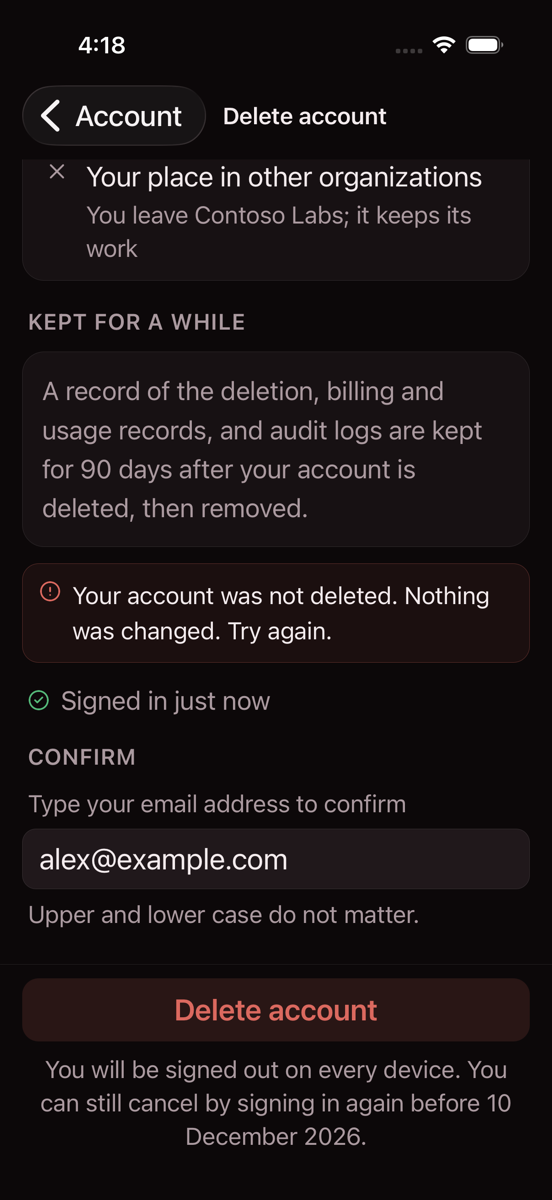 4:18
Account
Delete account
Your place in other organizations
You leave Contoso Labs; it keeps its
work
KEPT FOR A WHILE
A record of the deletion, billing and
usage records, and audit logs are kept
for 90 days after your account is
deleted, then removed.
Your account was not deleted. Nothing
was changed. Try again.
Signed in just now
CONFIRM
Type your email address to confirm
alex@example.com
Upper and lower case do not matter.
Delete account
You will be signed out on every device. You
can still cancel by signing in again before 10
December 2026.